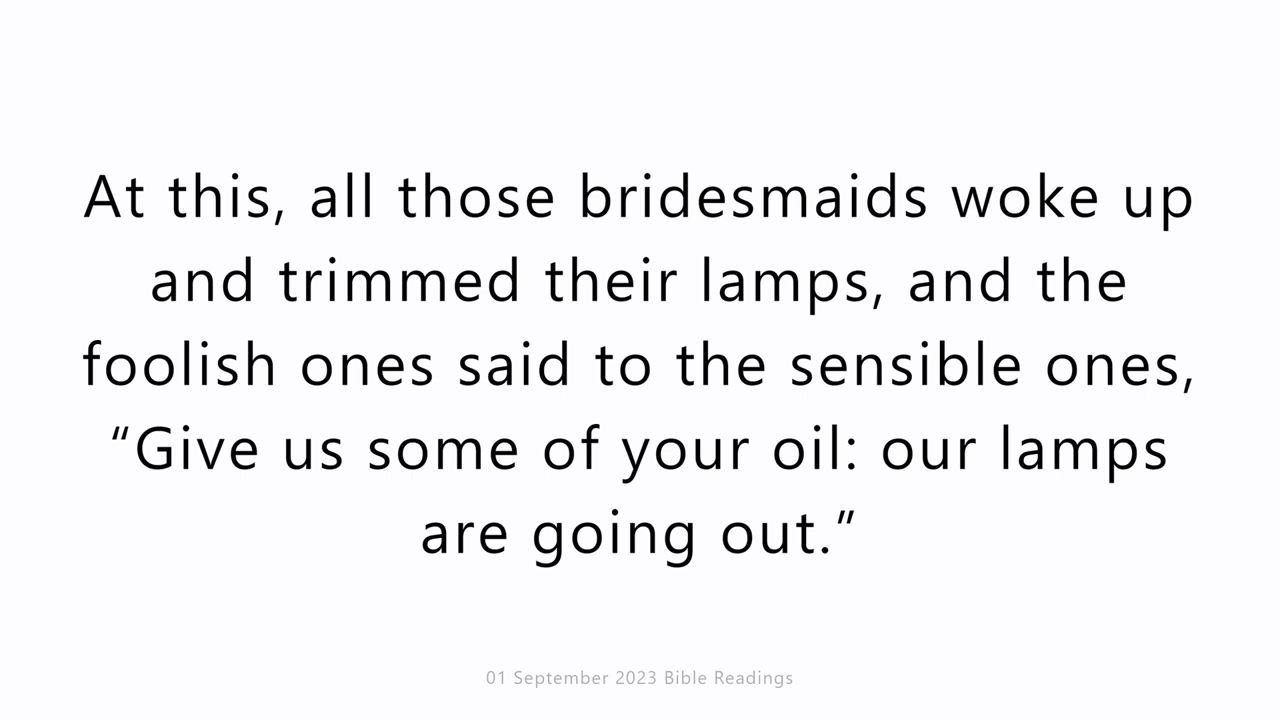 At this, all those bridesmaids woke up
and trimmed their lamps, and the
foolish ones said to the sensible ones,
“Give us some of your oil: our lamps
are going out.”
01 September 2023 Bible Readings